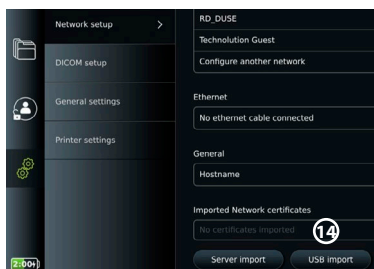 Network setup
DICOM setup
General settings
Printer settings
2:00
RD_DUSE
Technolution Guest
Configure another network
Ethernet
No ethernet cable connected
General
Hostname
Imported Network certificates
No certificates imported
14
Server import
USB import